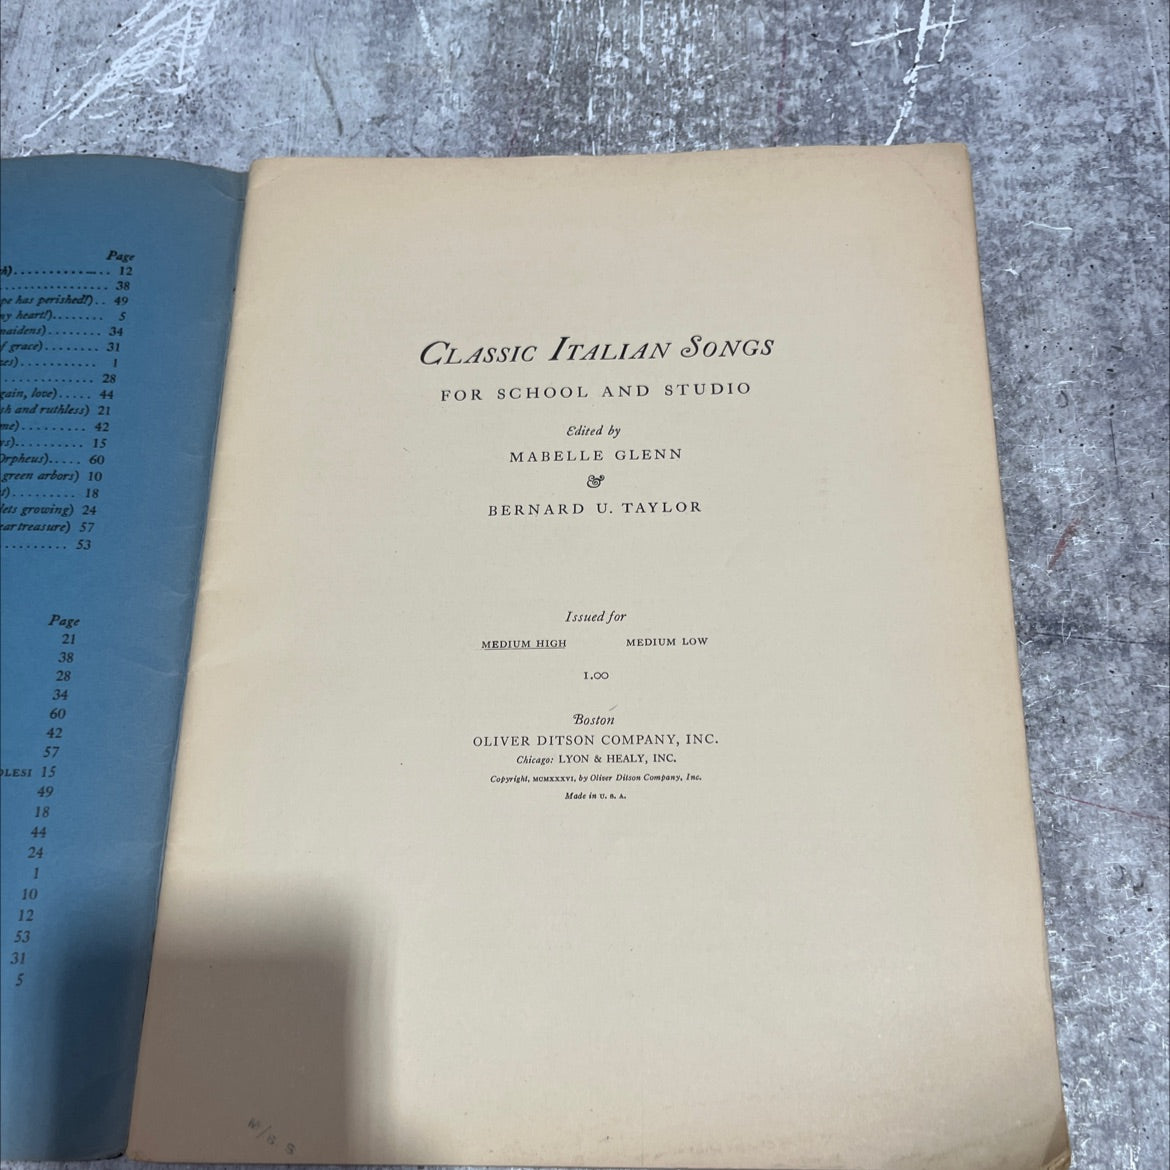 Page
12
38
pe has perished!).. 49
ny heart!)........ 5
naidens)........ 34
f grace)........ 31
1
28
gain, love)..... 44
sh and ruthless) 21
me)......... 42
15
Orpheus)..... 60
green arbors) 10
18
lets growing) 24
ear treasure) 57
53
Page
21
38
28
34
60
42
57
OLESI 15
49
18
44
24
1
10
12
53
31
5
CLASSIC ITALIAN SONGS
FOR SCHOOL AND STUDIO
Edited by
MABELLE GLENN
&
BERNARD U. TAYLOR
Issued for
MEDIUM HIGH MEDIUM LOW
1.00
Boston
OLIVER DITSON COMPANY, INC.
Chicago: LYON & HEALY, INC.
Copyright, MCMXXXVI, by Oliver Ditson Company, Inc.
Made in U. S. A.